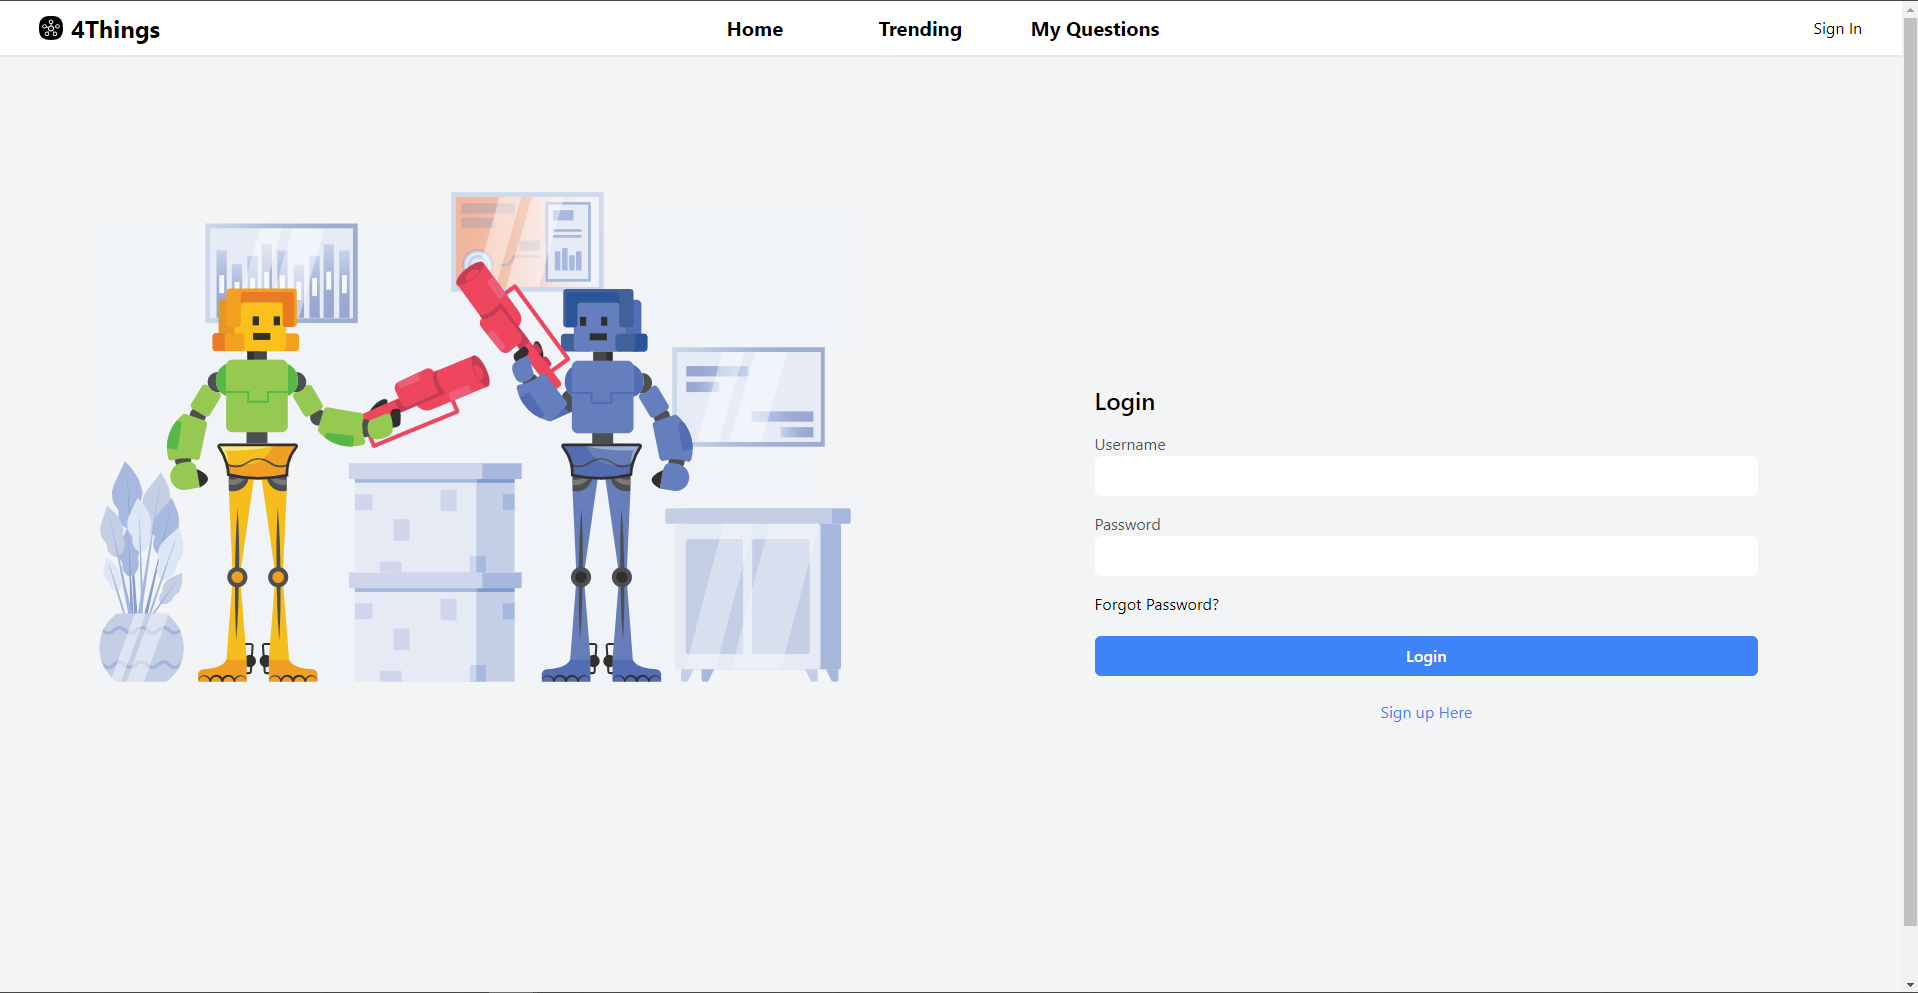 4Things Home Trending My Questions Sign In
Login
Username
Password
Forgot Password?
Login
Sign up Here